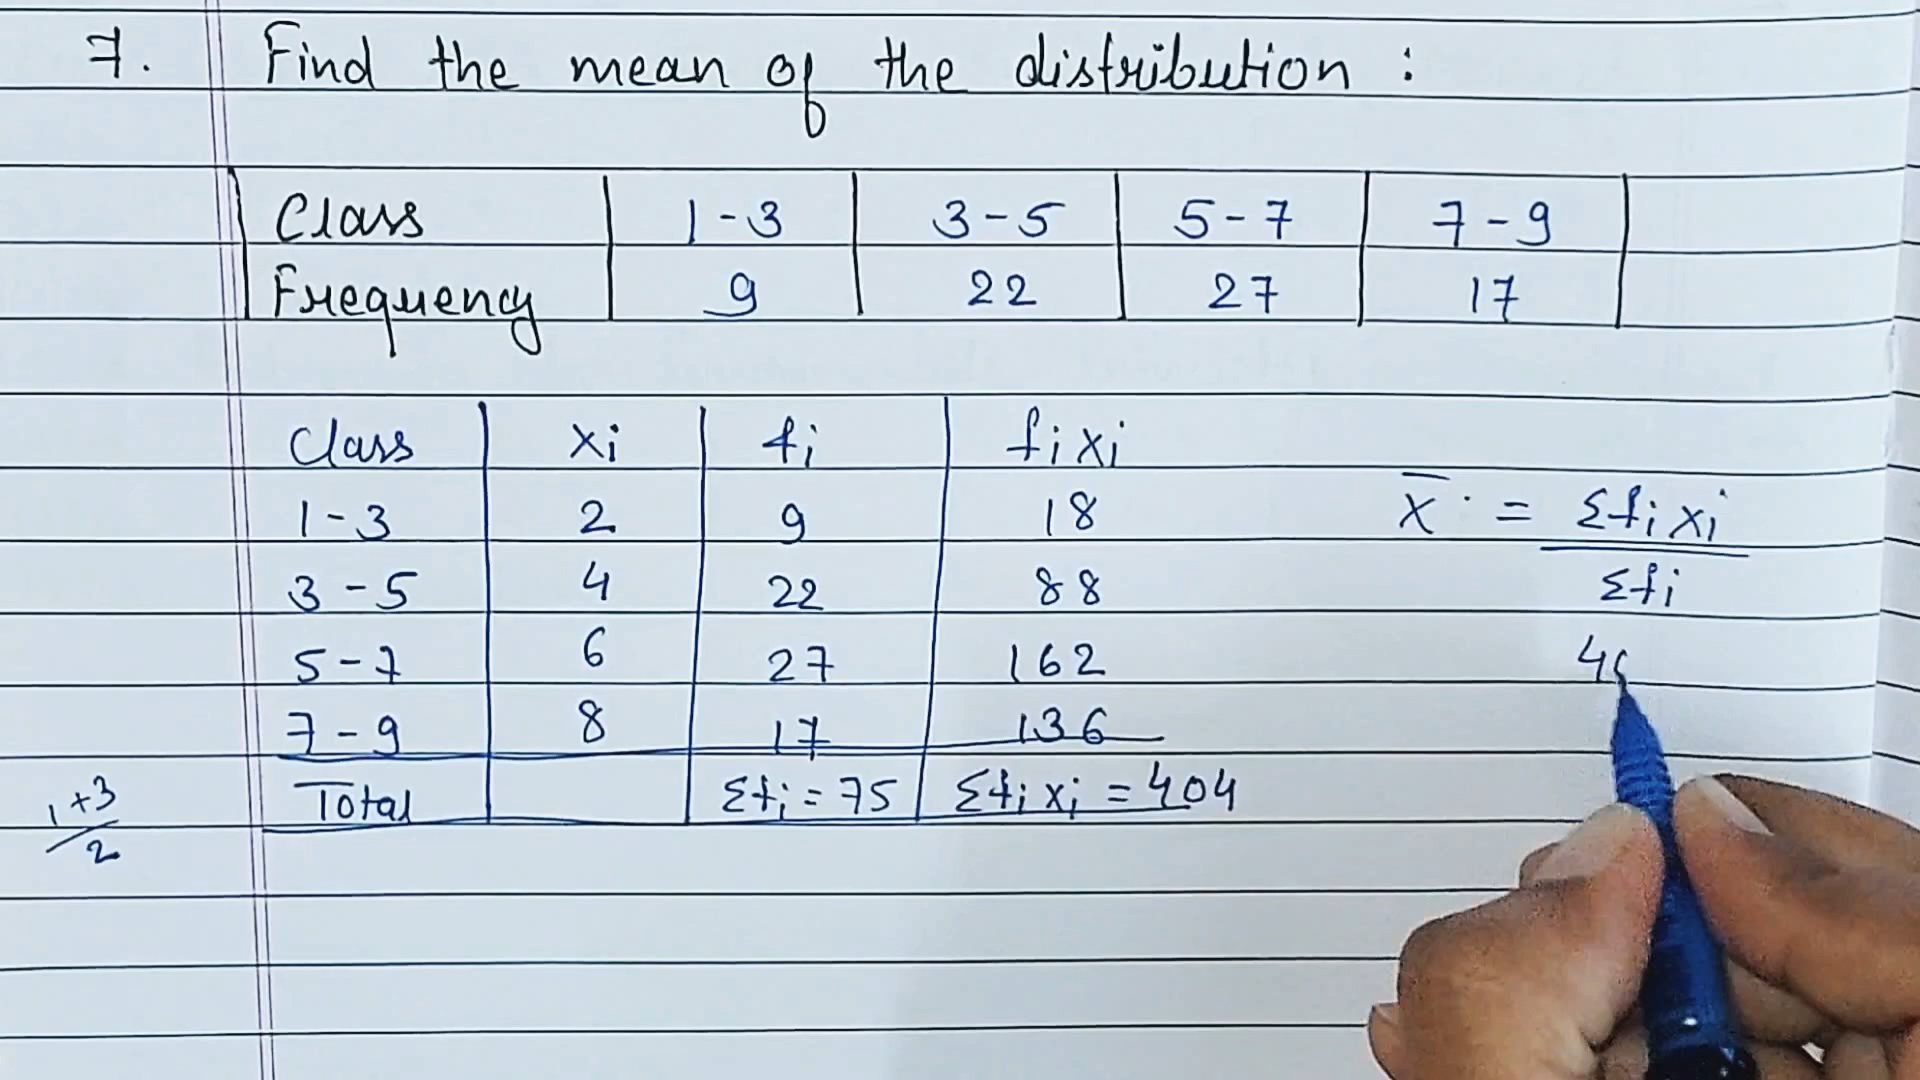 7. Find the mean of the distribution :
Class 1-3 3-5 5-7 7-9
Frequency 9 22 27 17
Class xi fi fixi
1-3 2 9 18
3-5 4 22 88
5-7 6 27 162
7-9 8 17 136
Total Σfi = 75 Σfixi = 404
1+3
2
x̄ = Σfixi
Σfi
40